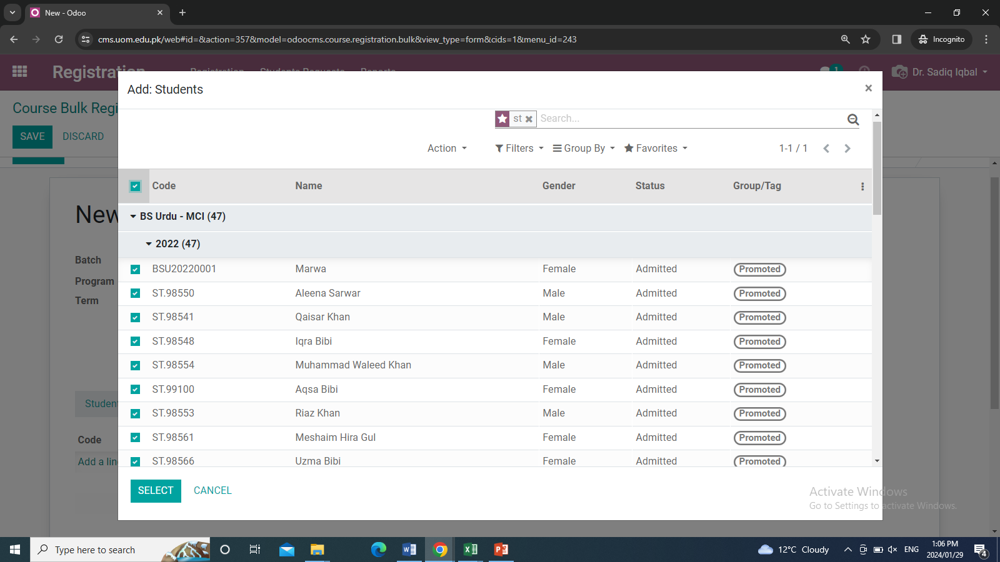 New - Odoo
cms.uom.edu.pk/web#id=&action=357&model=odoocms.course.registration.bulk&view_type=form&cids=1&menu_id=243
Incognito
Registration
Registration Students Requests Reports
1
Dr. Sadiq Iqbal
Add: Students
Course Bulk Regi
st
Search...
SAVE DISCARD
Action Filters Group By Favorites 1-1 / 1
Code Name Gender Status Group/Tag
New
BS Urdu - MCI (47)
2022 (47)
Batch
Program
Term
BSU20220001 Marwa Female Admitted Promoted
ST.98550 Aleena Sarwar Male Admitted Promoted
ST.98541 Qaisar Khan Male Admitted Promoted
ST.98548 Iqra Bibi Female Admitted Promoted
ST.98554 Muhammad Waleed Khan Male Admitted Promoted
ST.99100 Aqsa Bibi Female Admitted Promoted
ST.98553 Riaz Khan Male Admitted Promoted
ST.98561 Meshaim Hira Gul Female Admitted Promoted
ST.98566 Uzma Bibi Female Admitted Promoted
Student
Code
Add a lin
SELECT CANCEL
Activate Windows
Go to Settings to activate Windows.
Type here to search
12°C Cloudy
ENG
1:06 PM
2024/01/29
4